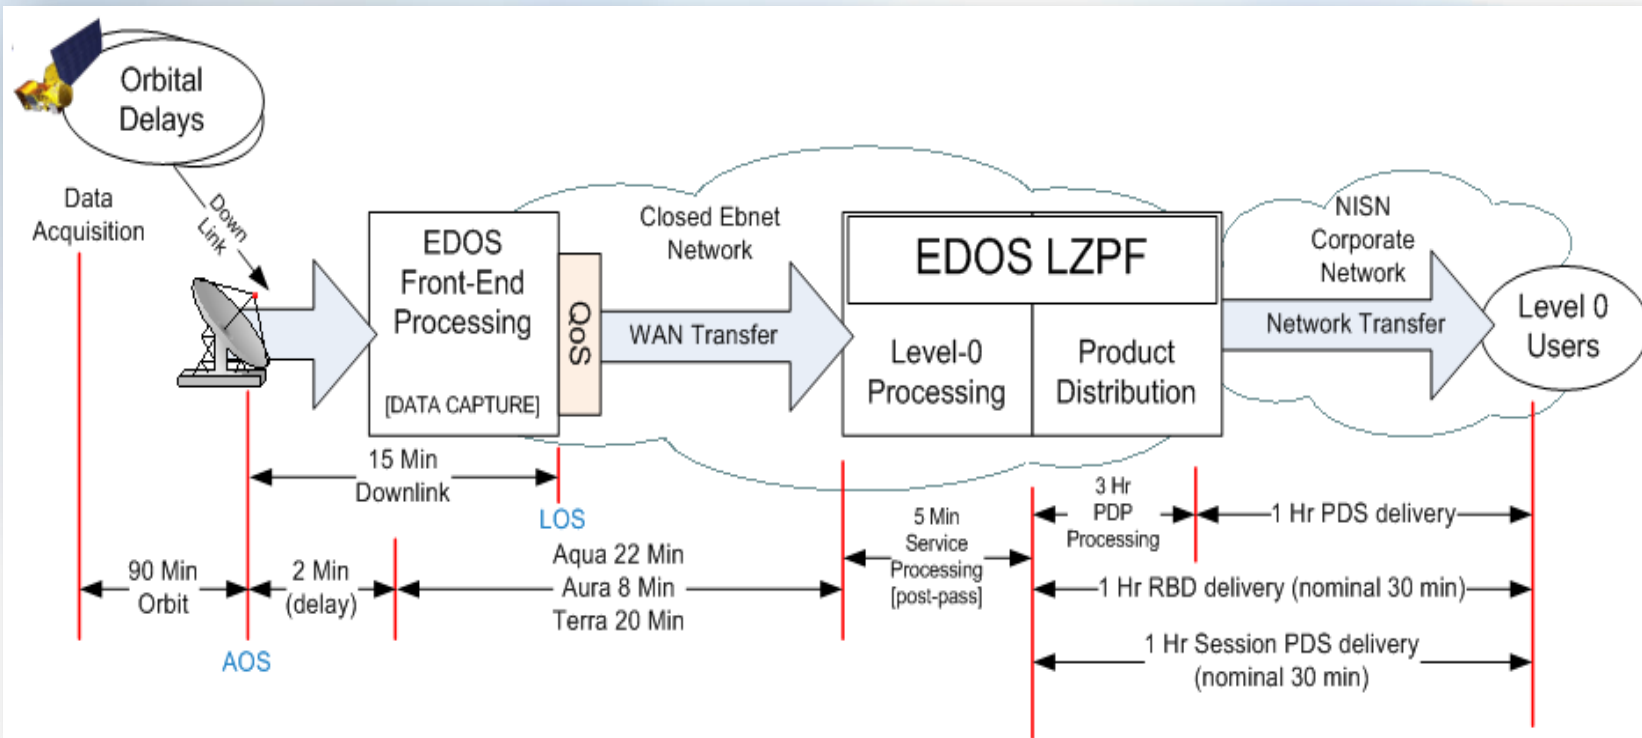 Orbital
Delays
Data
Acquisition
Down
Link
EDOS
Front-End
Processing
[DATA CAPTURE]
QoS
Closed Ebnet
Network
WAN Transfer
EDOS LZPF
Level-0
Processing
Product
Distribution
NISN
Corporate
Network
Network Transfer
Level 0
Users
15 Min
Downlink
LOS
90 Min
Orbit
2 Min
(delay)
AOS
Aqua 22 Min
Aura 8 Min
Terra 20 Min
5 Min
Service
Processing
[post-pass]
3 Hr
PDP
Processing
1 Hr PDS delivery
1 Hr RBD delivery (nominal 30 min)
1 Hr Session PDS delivery
(nominal 30 min)